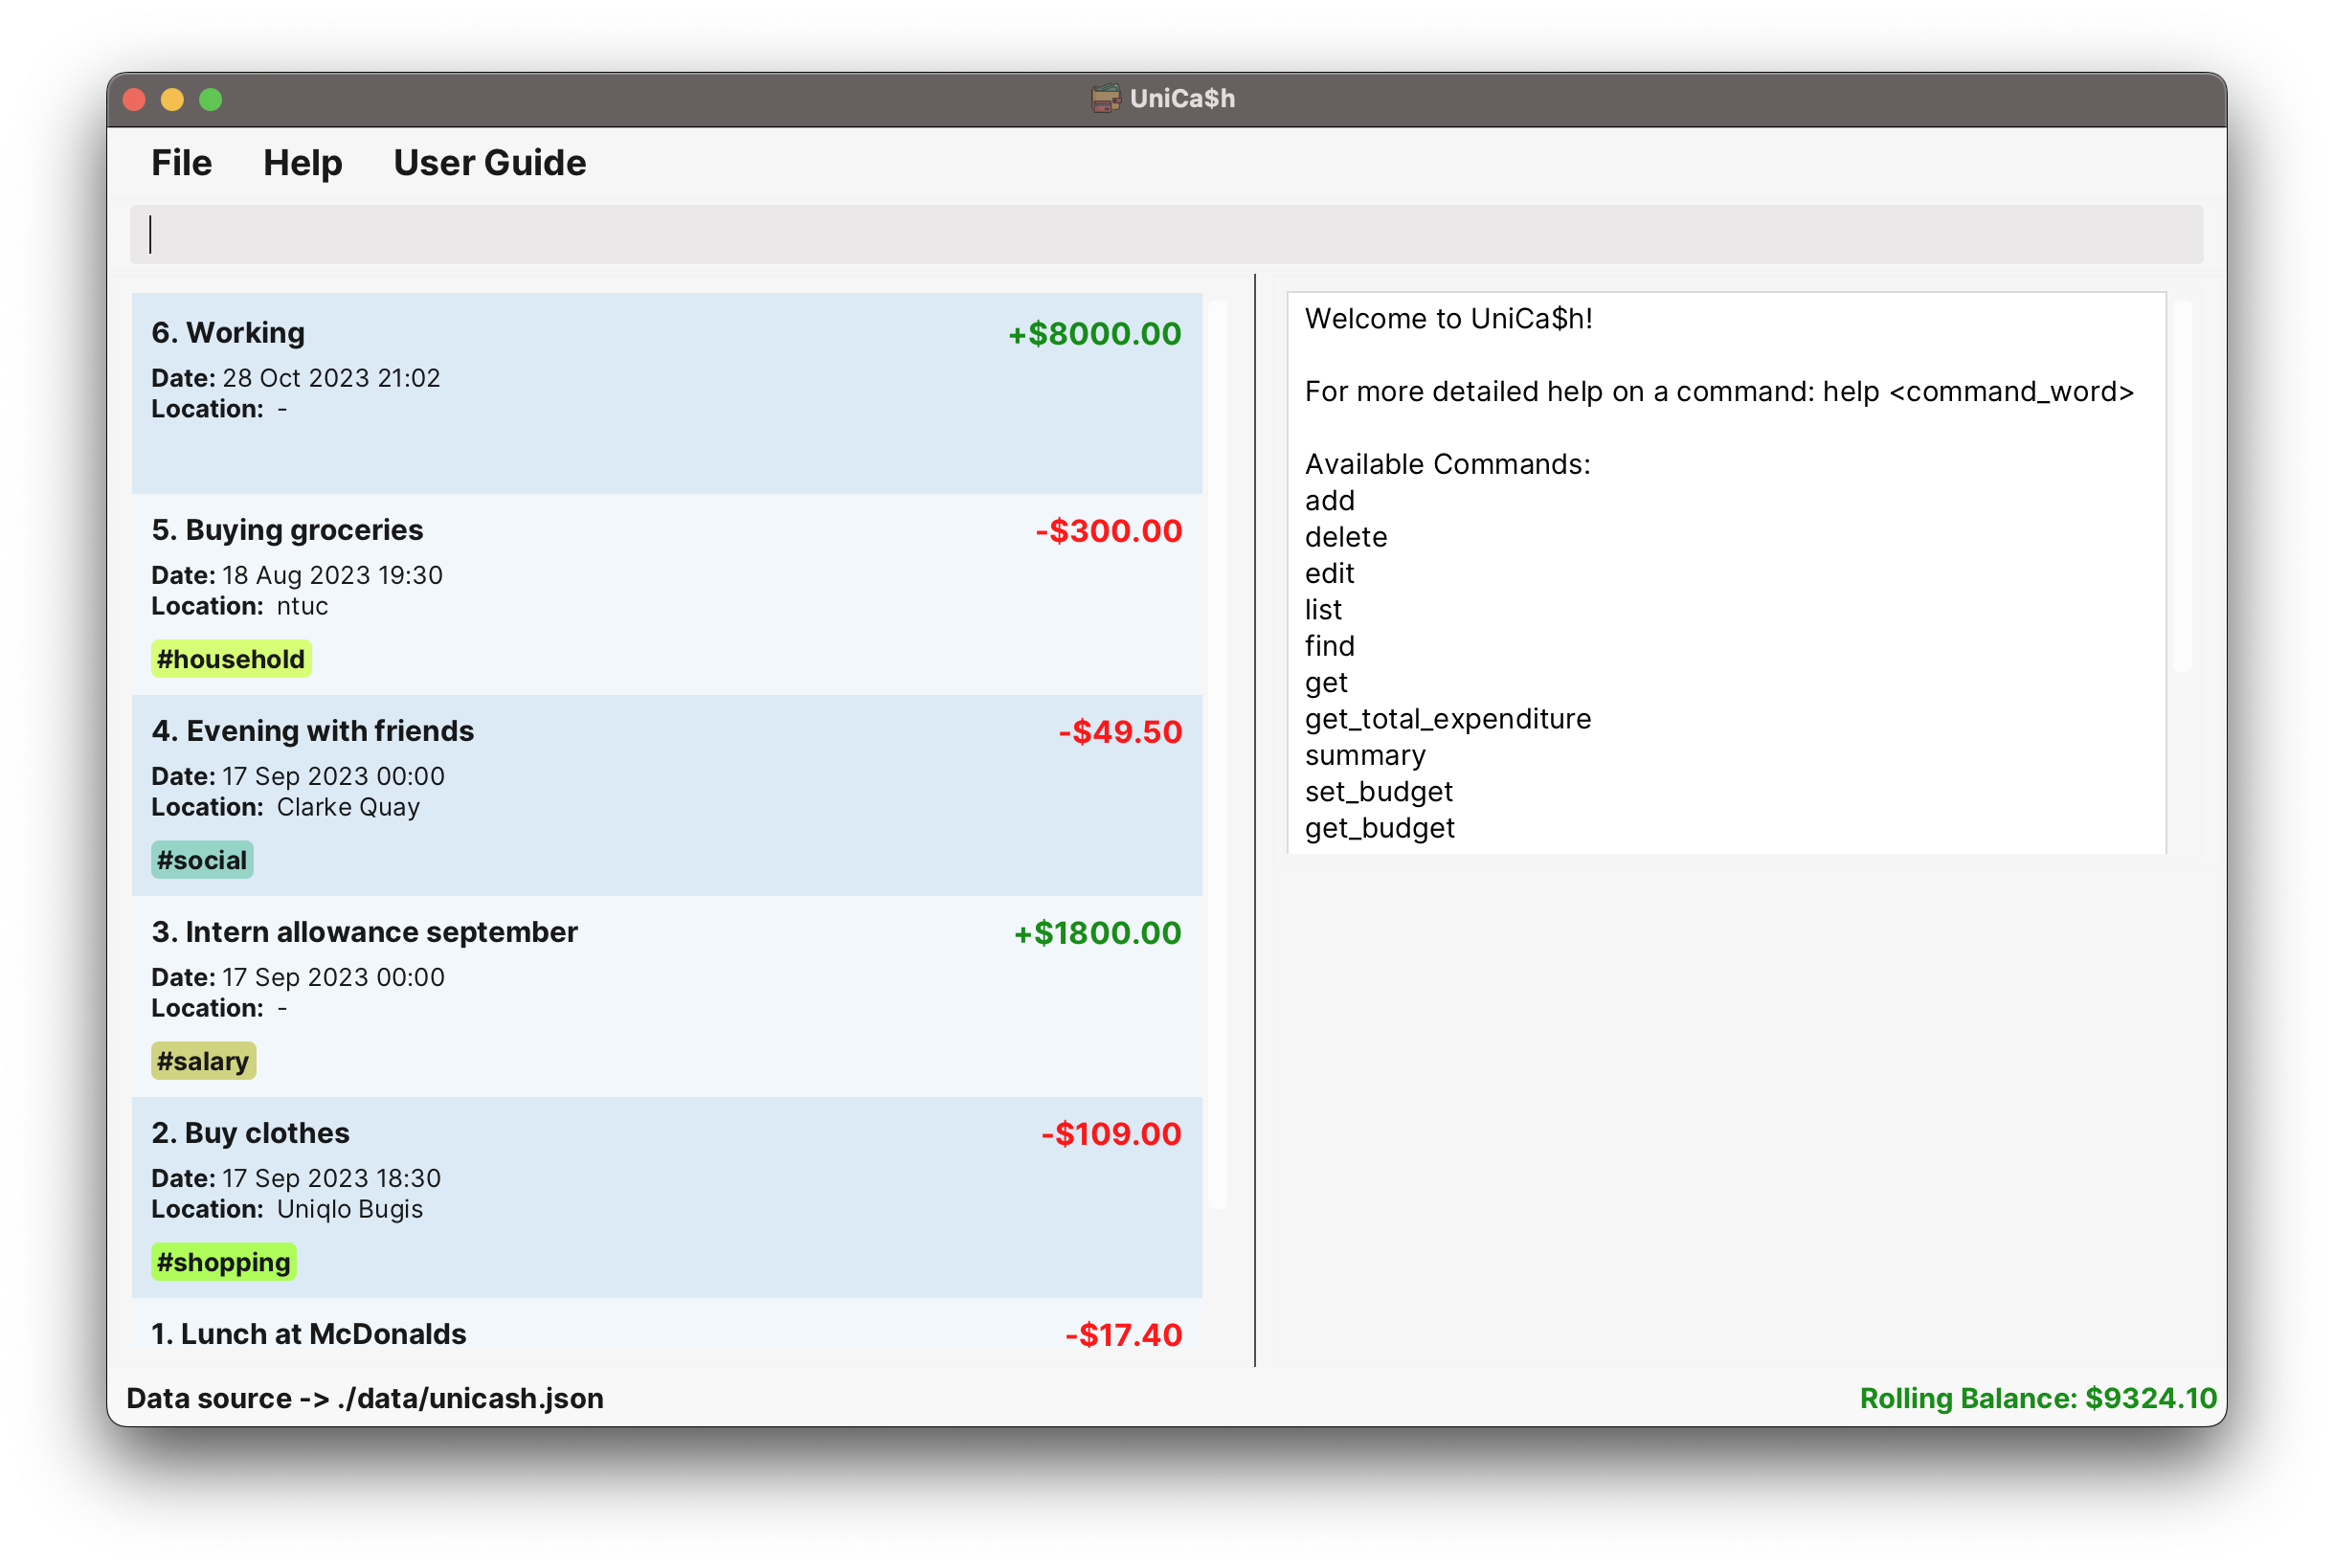 UniCa$h
File Help User Guide
6. Working +$8000.00
Date: 28 Oct 2023 21:02
Location: -
5. Buying groceries -$300.00
Date: 18 Aug 2023 19:30
Location: ntuc
#household
4. Evening with friends -$49.50
Date: 17 Sep 2023 00:00
Location: Clarke Quay
#social
3. Intern allowance september +$1800.00
Date: 17 Sep 2023 00:00
Location: -
#salary
2. Buy clothes -$109.00
Date: 17 Sep 2023 18:30
Location: Uniqlo Bugis
#shopping
1. Lunch at McDonalds -$17.40
Welcome to UniCa$h!
For more detailed help on a command: help <command_word>
Available Commands:
add
delete
edit
list
find
get
get_total_expenditure
summary
set_budget
get_budget
Data source -> ./data/unicash.json
Rolling Balance: $9324.10